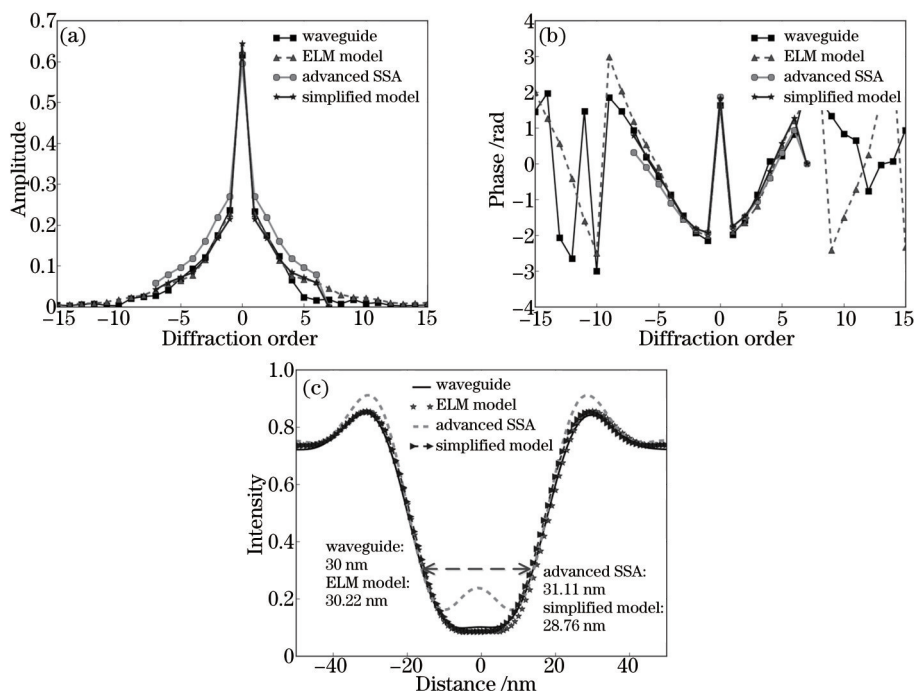 (a)
waveguide
ELM model
advanced SSA
simplified model
0.7
0.6
0.5
0.4
0.3
0.2
0.1
0
Amplitude
−15
−10
−5
0
5
10
15
Diffraction order
(b)
waveguide
ELM model
advanced SSA
simplified model
4
3
2
1
0
−1
−2
−3
−4
Phase /rad
−15
−10
−5
0
5
10
15
Diffraction order
(c)
waveguide
ELM model
advanced SSA
simplified model
1.0
0.8
0.6
0.4
0.2
0
Intensity
waveguide:
30 nm
ELM model:
30.22 nm
advanced SSA:
31.11 nm
simplified model:
28.76 nm
−50
−40
−20
0
20
40
Distance /nm